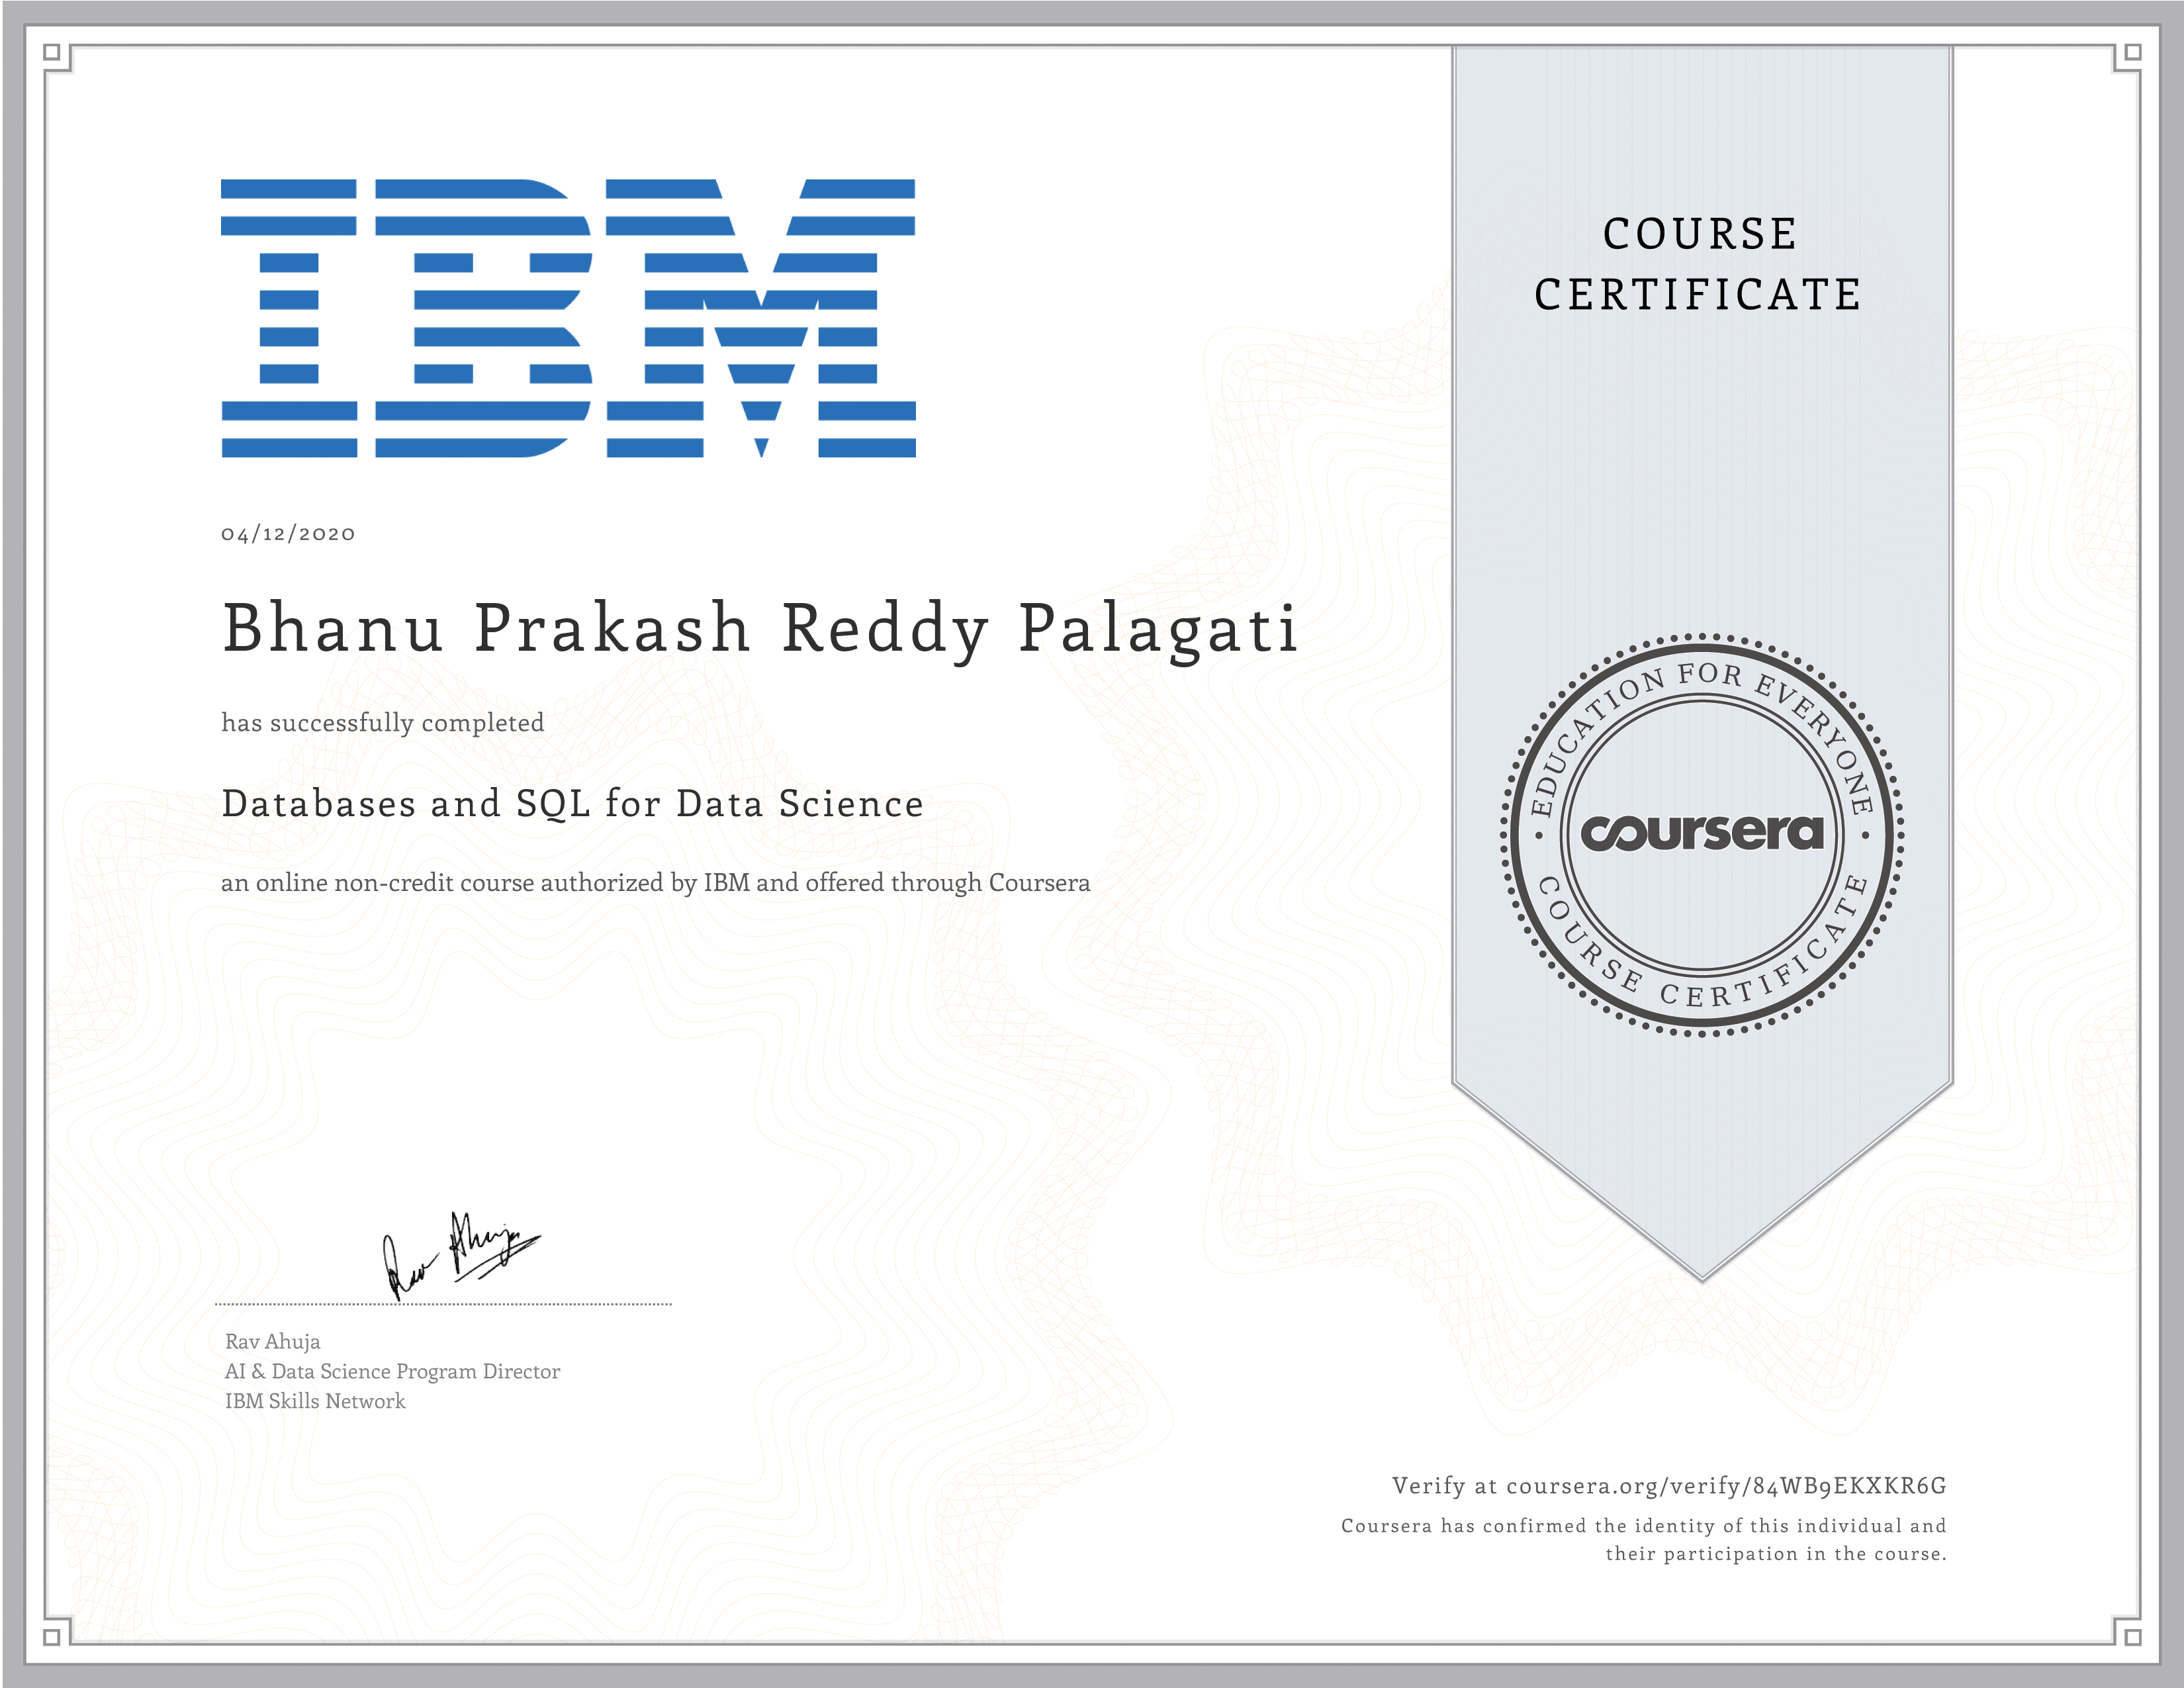 IBM
04/12/2020
Bhanu Prakash Reddy Palagati
has successfully completed
Databases and SQL for Data Science
an online non-credit course authorized by IBM and offered through Coursera
Rav Ahuja
Rav Ahuja
AI & Data Science Program Director
IBM Skills Network
COURSE
CERTIFICATE
EDUCATION FOR EVERYONE
coursera
COURSE CERTIFICATE
Verify at coursera.org/verify/84WB9EKXKR6G
Coursera has confirmed the identity of this individual and
their participation in the course.